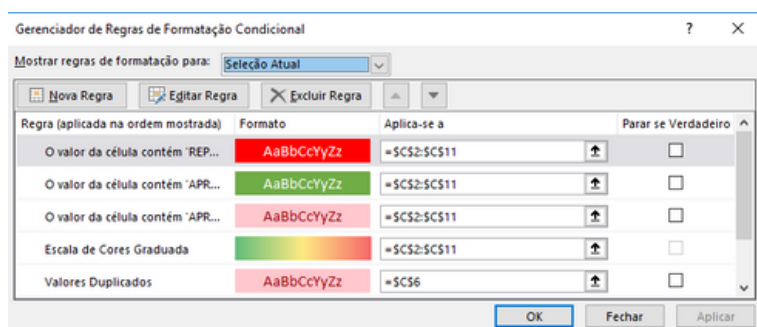 Gerenciador de Regras de Formatação Condicional ?
Mostrar regras de formatação para: Seleção Atual
Nova Regra Editar Regra Excluir Regra
Regra (aplicada na ordem mostrada) Formato Aplica-se a Parar se Verdadeiro
O valor da célula contém 'REP... AaBbCcYyZz =$C$2:$C$11
O valor da célula contém 'APR... AaBbCcYyZz =$C$2:$C$11
O valor da célula contém 'APR... AaBbCcYyZz =$C$2:$C$11
Escala de Cores Graduada =$C$2:$C$11
Valores Duplicados AaBbCcYyZz =$C$6
OK Fechar Aplicar